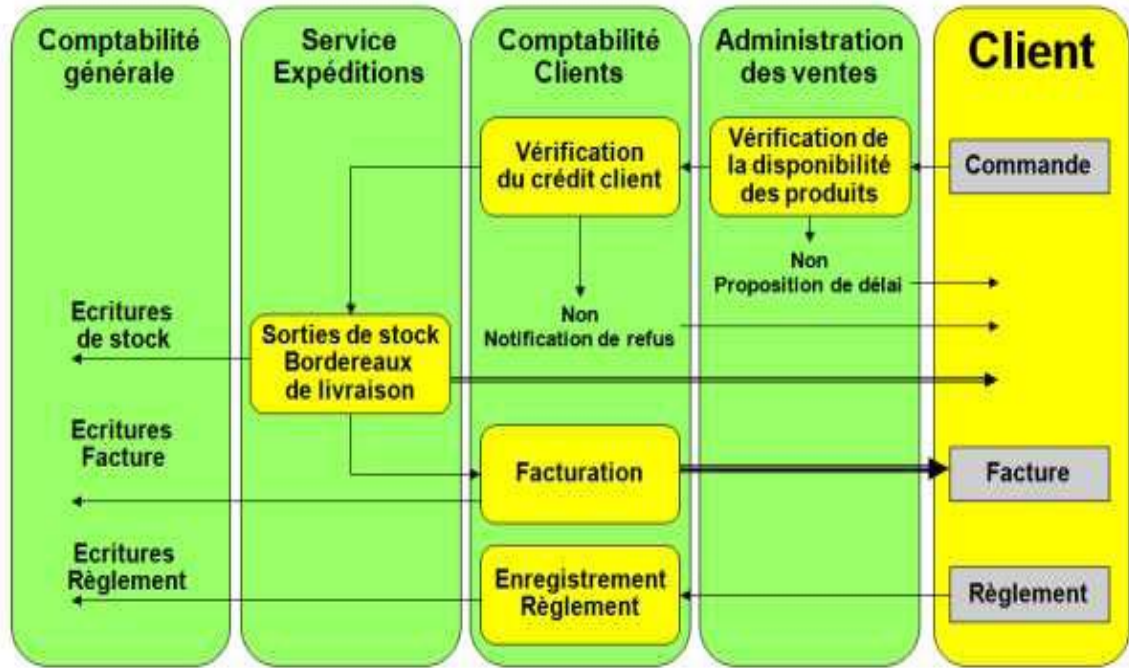 Comptabilité
générale
Service
Expéditions
Comptabilité
Clients
Administration
des ventes
Client
Vérification
du crédit client
Vérification de
la disponibilité
des produits
Commande
Non
Proposition de délai
Non
Notification de refus
Ecritures
de stock
Sorties de stock
Bordereaux
de livraison
Ecritures
Facture
Facturation
Facture
Ecritures
Règlement
Enregistrement
Règlement
Règlement